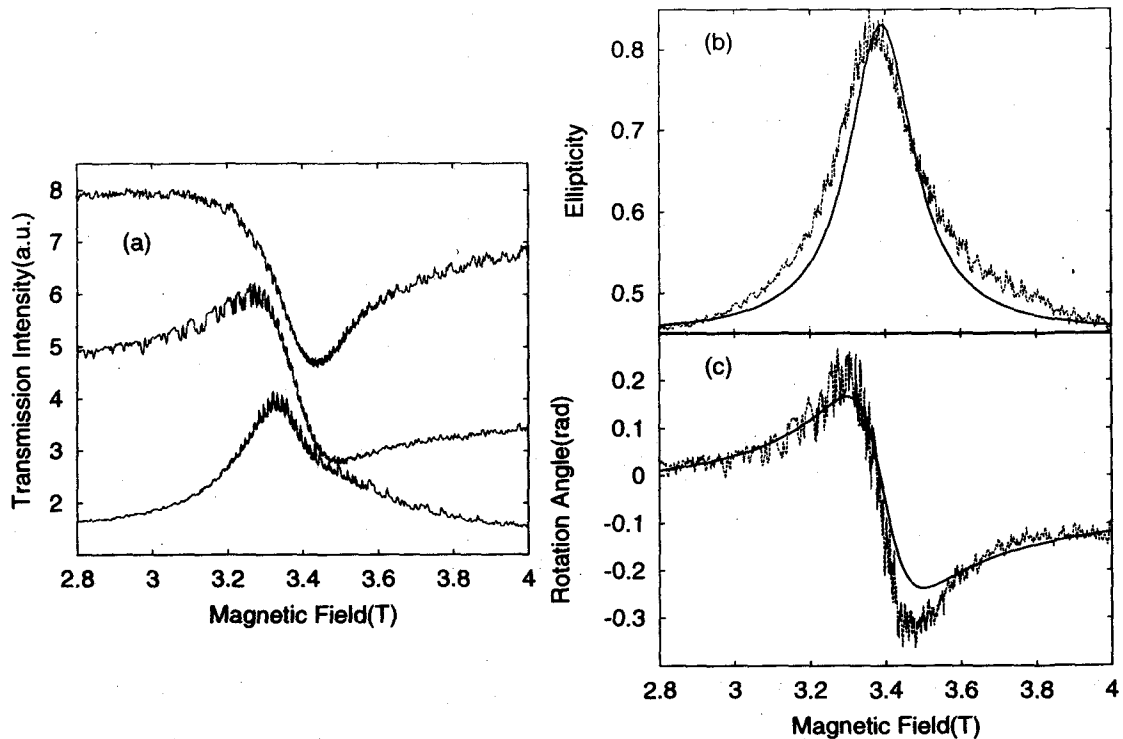 (a)
Transmission Intensity(a.u.)
8
7
6
5
4
3
2
2.8 3 3.2 3.4 3.6 3.8 4
Magnetic Field(T)
(b)
Ellipticity
0.8
0.7
0.6
0.5
(c)
Rotation Angle(rad)
0.2
0.1
0
-0.1
-0.2
-0.3
2.8 3 3.2 3.4 3.6 3.8 4
Magnetic Field(T)